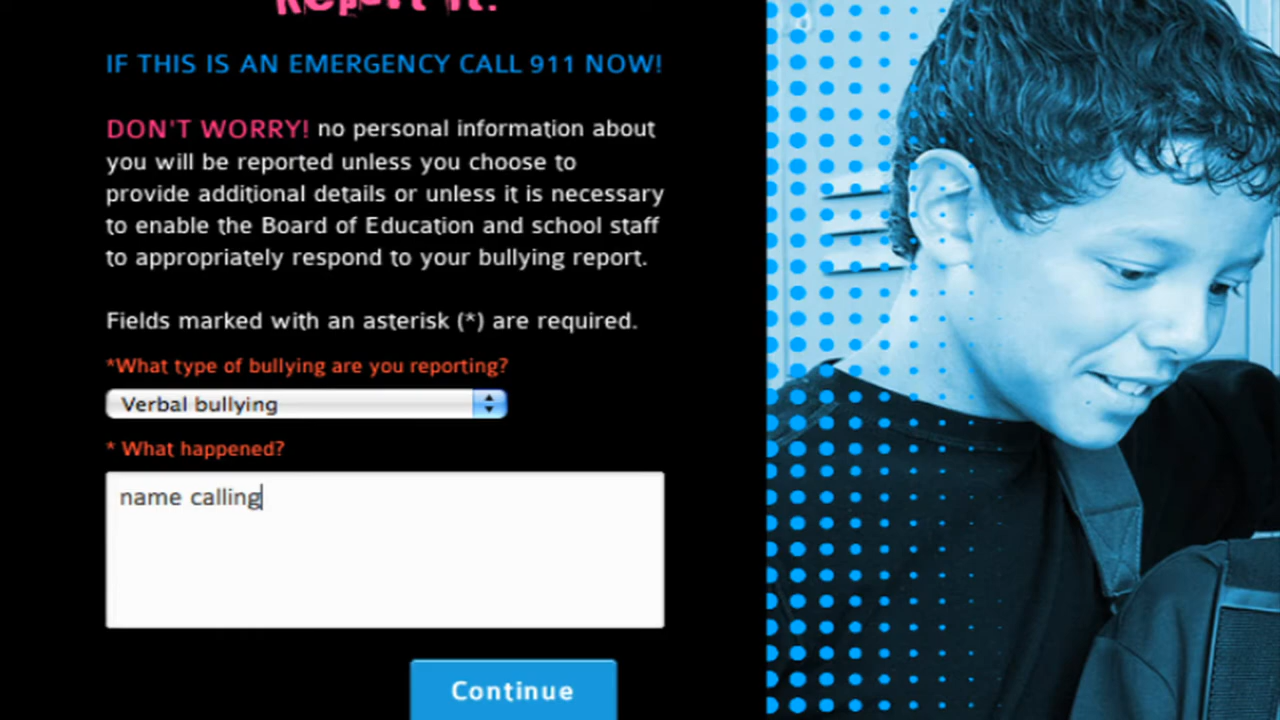 Report it!
IF THIS IS AN EMERGENCY CALL 911 NOW!
DON'T WORRY! no personal information about
you will be reported unless you choose to
provide additional details or unless it is necessary
to enable the Board of Education and school staff
to appropriately respond to your bullying report.
Fields marked with an asterisk (*) are required.
*What type of bullying are you reporting?
Verbal bullying
* What happened?
name calling
Continue